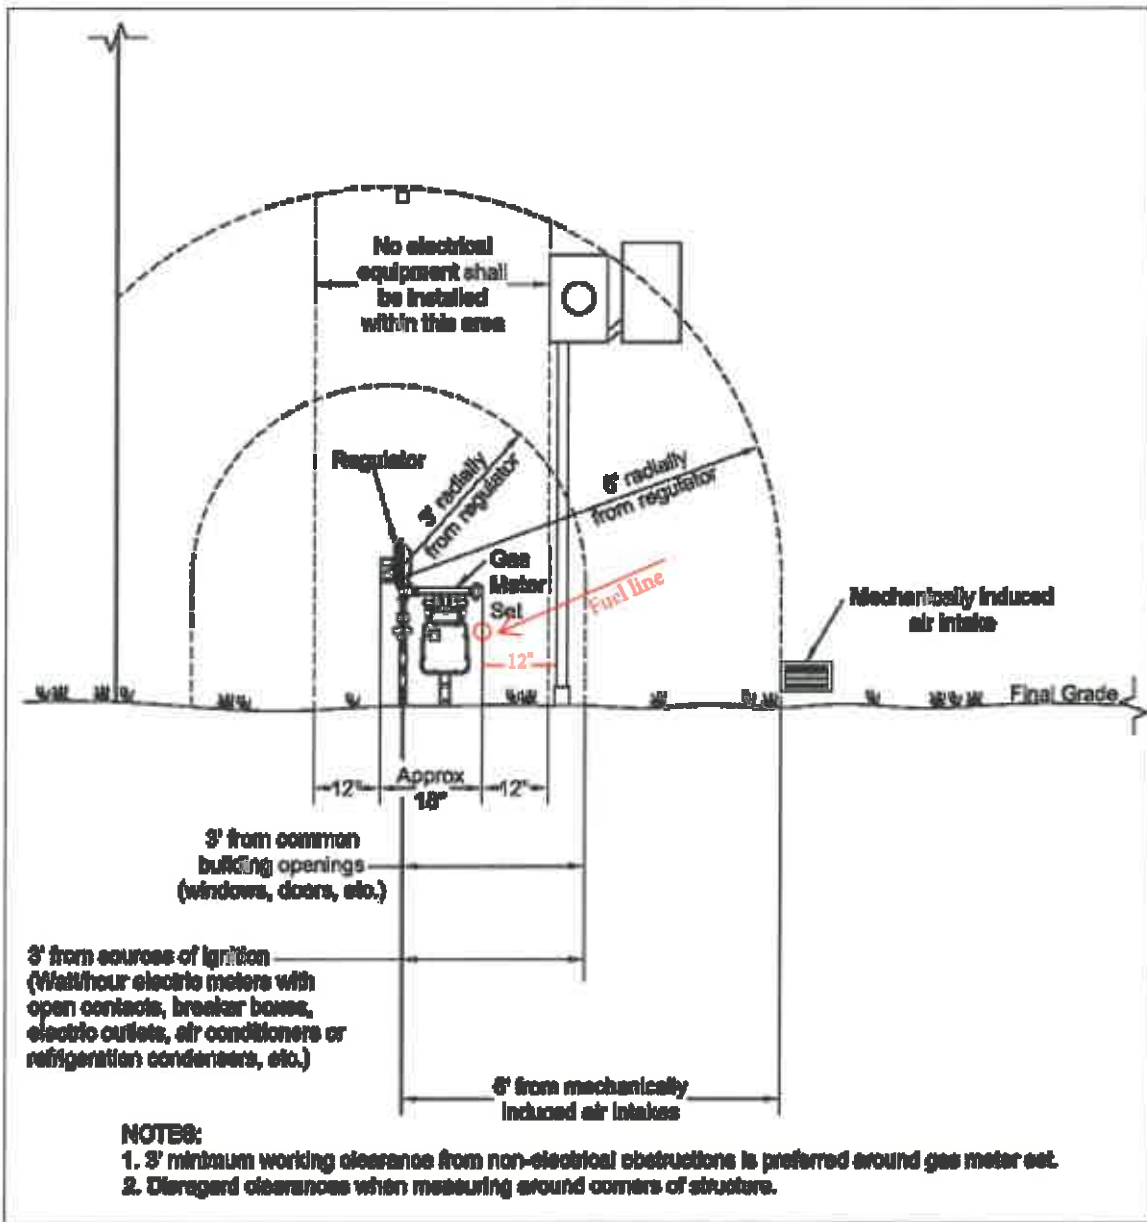 No electrical
equipment shall
be installed
within this area
Regulator
3' radially
from regulator
6' radially
from regulator
Gas
Meter
Set
Fuel line
12"
Mechanically induced
air intake
Final Grade
12"
Approx
18"
12"
3' from common
building openings
(windows, doors, etc.)
3' from sources of ignition
(Watt/hour electric meters with
open contacts, breaker boxes,
electric outlets, air conditioners or
refrigeration condensers, etc.)
6' from mechanically
induced air intakes
NOTES:
1. 3' minimum working clearance from non-electrical obstructions is preferred around gas meter set.
2. Disregard clearances when measuring around corners of structure.